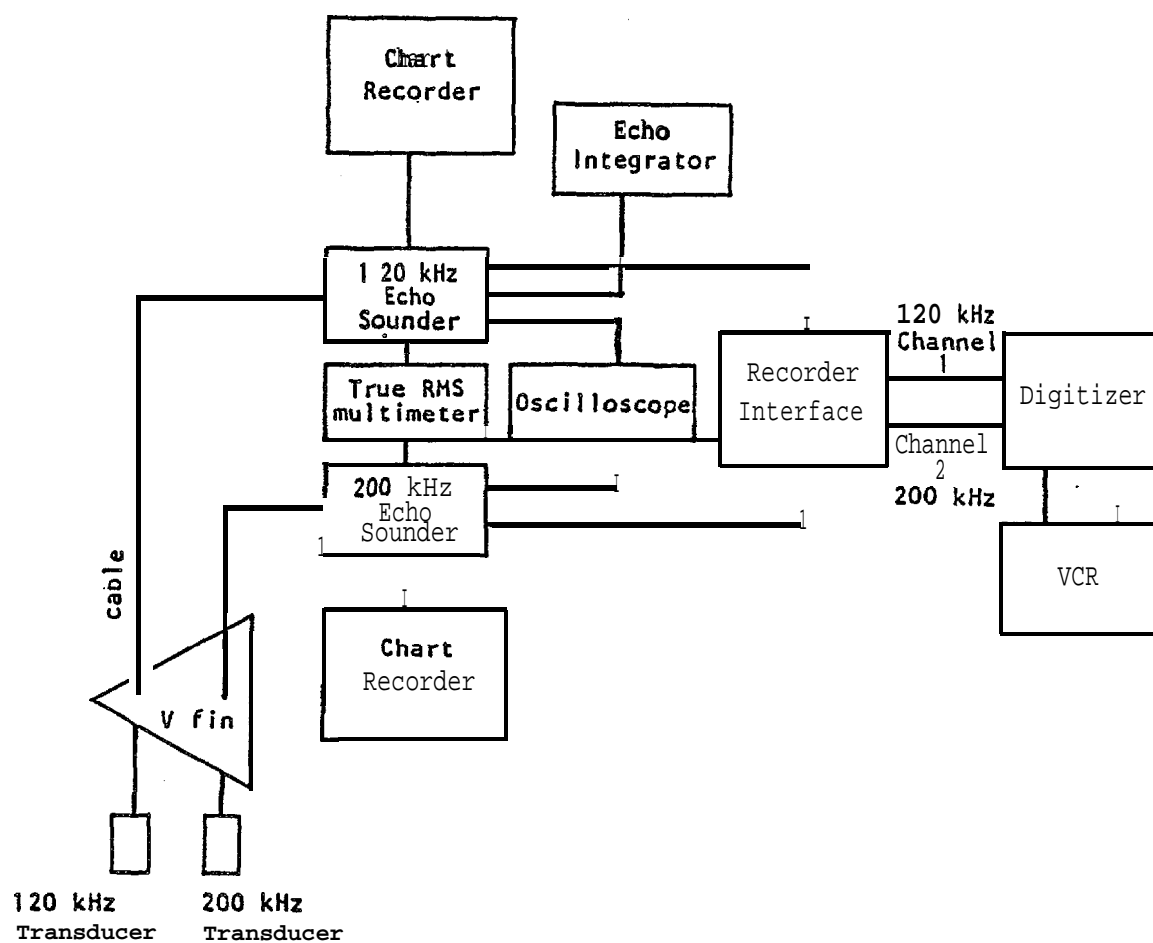 Chart
Recorder
Echo
Integrator
1 20 kHz
Echo
Sounder
120 kHz
Channel
1
True RMS
multimeter
Oscilloscope
Recorder
Interface
Digitizer
Channel
2
200 kHz
200 kHz
Echo
Sounder
cable
VCR
Chart
Recorder
V fin
120 kHz
Transducer
200 kHz
Transducer